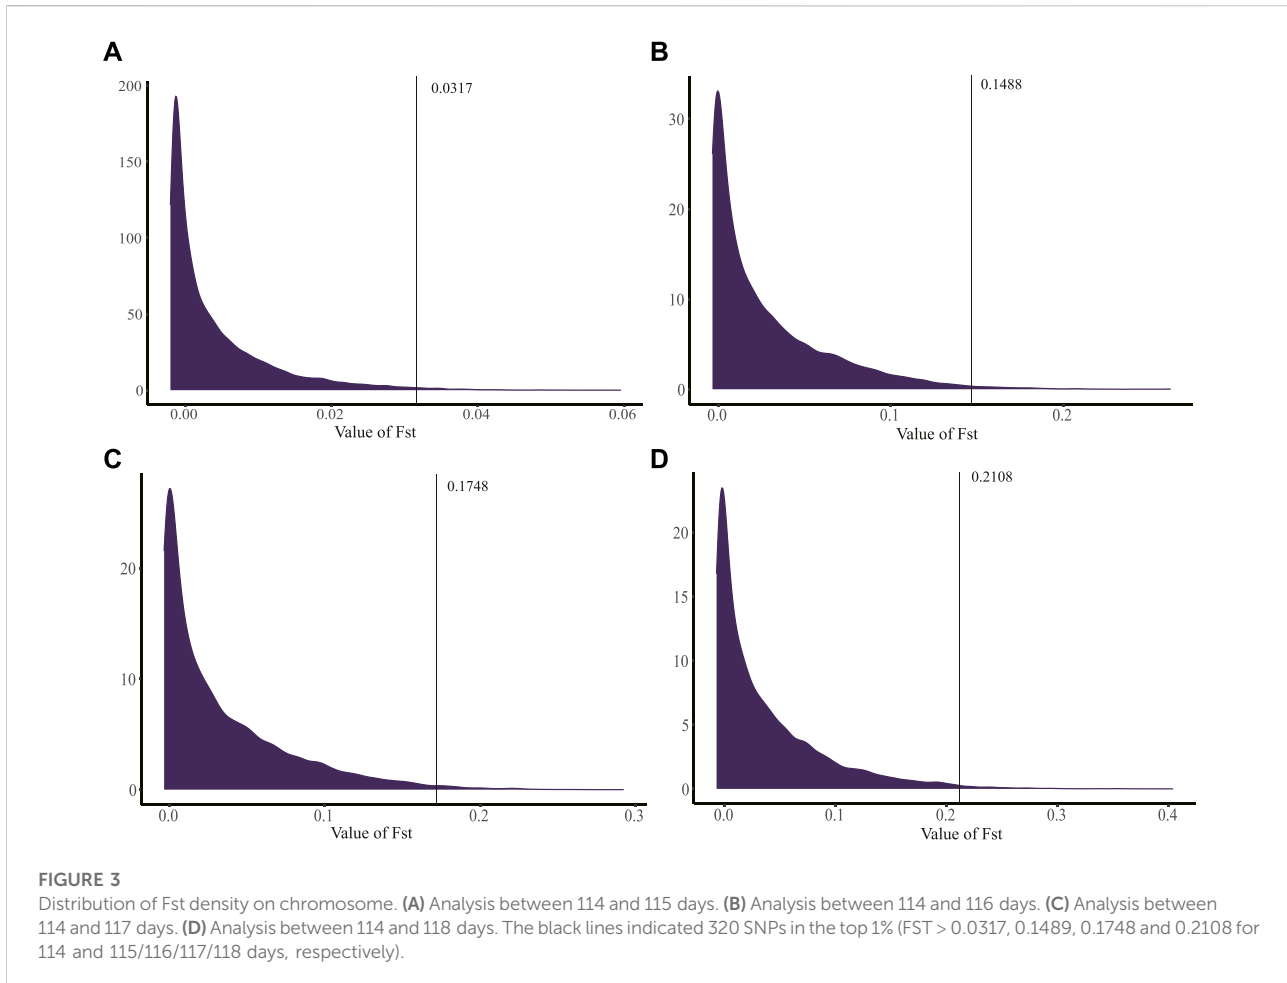 A
B
0.0317
0.1488
200
150
100
50
0
30
20
10
0
0.00 0.02 0.04 0.06
0.0 0.1 0.2
Value of Fst
Value of Fst
C
D
0.1748
0.2108
20
10
0
20
15
10
5
0
0.0 0.1 0.2 0.3
0.0 0.1 0.2 0.3 0.4
Value of Fst
Value of Fst
FIGURE 3
Distribution of Fst density on chromosome. (A) Analysis between 114 and 115 days. (B) Analysis between 114 and 116 days. (C) Analysis between
114 and 117 days. (D) Analysis between 114 and 118 days. The black lines indicated 320 SNPs in the top 1% (FST > 0.0317, 0.1489, 0.1748 and 0.2108 for
114 and 115/116/117/118 days, respectively).